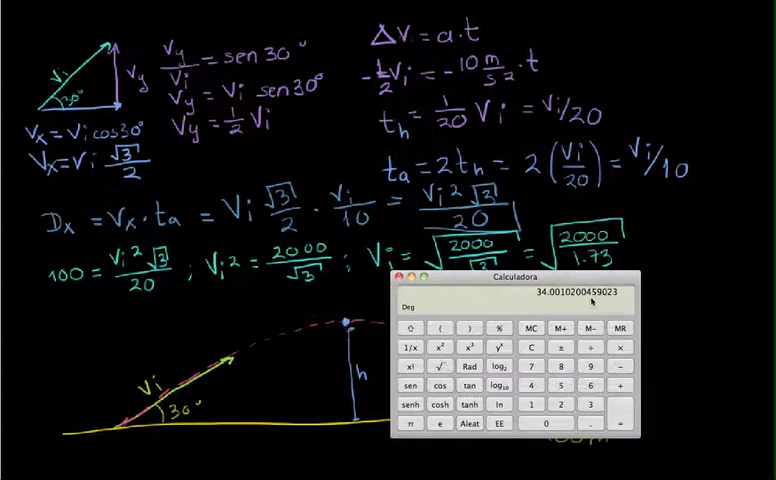 Vy/Vi = sen 30°
ΔV = a·t
Vi
Vy
30°
Vy = Vi sen 30°
-1/2 Vi = -10 m/s² · t
Vx = Vi cos 30°
Vy = 1/2 Vi
th = 1/20 Vi = Vi/20
Vx = Vi √3/2
ta = 2th = 2 (Vi/20) = Vi/10
Dx = Vx · ta = Vi √3/2 · Vi/10 = Vi² √3/20
100 = Vi² √3/20 ; Vi² = 2000/√3 ; Vi = √2000/√3 = √2000/1.73
Calculadora
34.0010200459023
Deg
( ) % MC M+ M- MR
1/x x² x³ yˣ C ± ÷ ×
x! √ Rad log₂ 7 8 9 −
sen cos tan log₁₀ 4 5 6 +
senh cosh tanh ln 1 2 3
π e Aleat EE 0 . =
Vi
30°
h